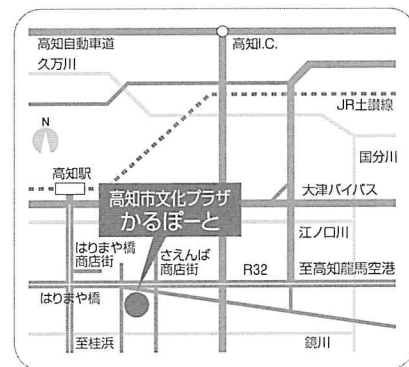 高知自動車道
高知I.C.
久万川
JR土讃線
N
国分川
高知駅
大津バイパス
高知市文化プラザ
かるぽーと
江ノ口川
はりまや橋
商店街
さえんば
商店街
R32
至高知龍馬空港
はりまや橋
至桂浜
鏡川